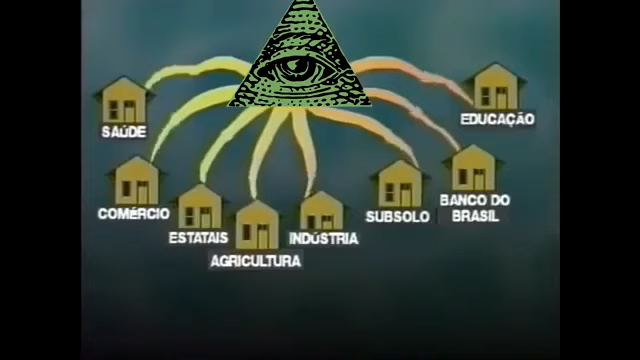 SAÚDE
EDUCAÇÃO
COMÉRCIO
ESTATAIS
AGRICULTURA
INDÚSTRIA
SUBSOLO
BANCO DO
BRASIL